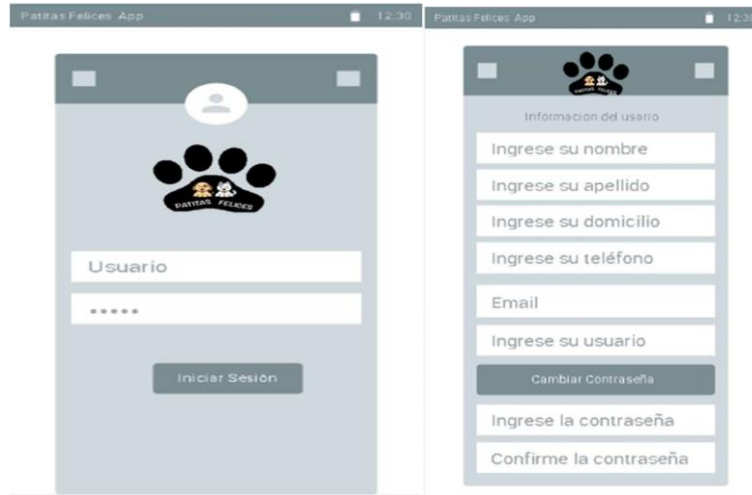 Patitas Felices App 12:30
PATITAS FELICES
Usuario
•••••
Iniciar Sesión
Patitas Felices App 12:30
PATITAS FELICES
Informacion del usario
Ingrese su nombre
Ingrese su apellido
Ingrese su domicilio
Ingrese su teléfono
Email
Ingrese su usuario
Cambiar Contraseña
Ingrese la contraseña
Confirme la contraseña